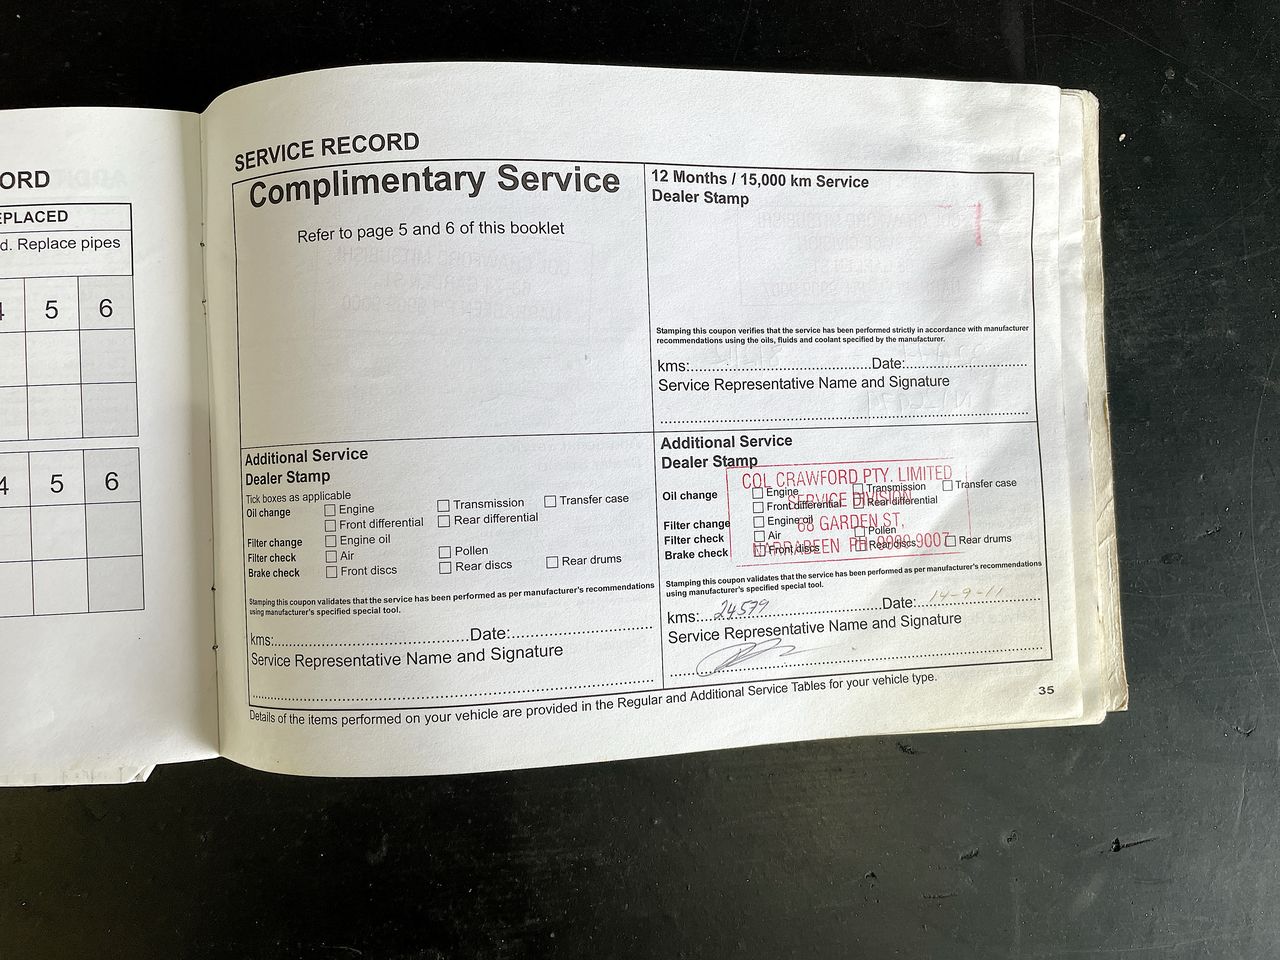 ORD
EPLACED
d. Replace pipes
4 5 6
4 5 6
SERVICE RECORD
Complimentary Service
Refer to page 5 and 6 of this booklet
12 Months / 15,000 km Service
Dealer Stamp
Stamping this coupon verifies that the service has been performed strictly in accordance with manufacturer
recommendations using the oils, fluids and coolant specified by the manufacturer.
kms:..........Date:..........
Service Representative Name and Signature
Additional Service
Dealer Stamp
Tick boxes as applicable
Oil change Engine Transmission Transfer case
Front differential Rear differential
Filter change Engine oil
Filter check Air Pollen
Brake check Front discs Rear discs Rear drums
Stamping this coupon validates that the service has been performed as per manufacturer's recommendations
using manufacturer's specified special tool.
kms:..........Date:..........
Service Representative Name and Signature
Additional Service
Dealer Stamp
COL CRAWFORD PTY. LIMITED
SERVICE DIVISION
68 GARDEN ST,
NARRABEEN PH 9999-9007
Oil change Engine Transmission Transfer case
Front differential Rear differential
Filter change Engine oil
Filter check Air Pollen
Brake check Front discs Rear discs Rear drums
Stamping this coupon validates that the service has been performed as per manufacturer's recommendations
using manufacturer's specified special tool.
kms:...24579..........Date:..14-9-11
Service Representative Name and Signature
Details of the items performed on your vehicle are provided in the Regular and Additional Service Tables for your vehicle type.
35